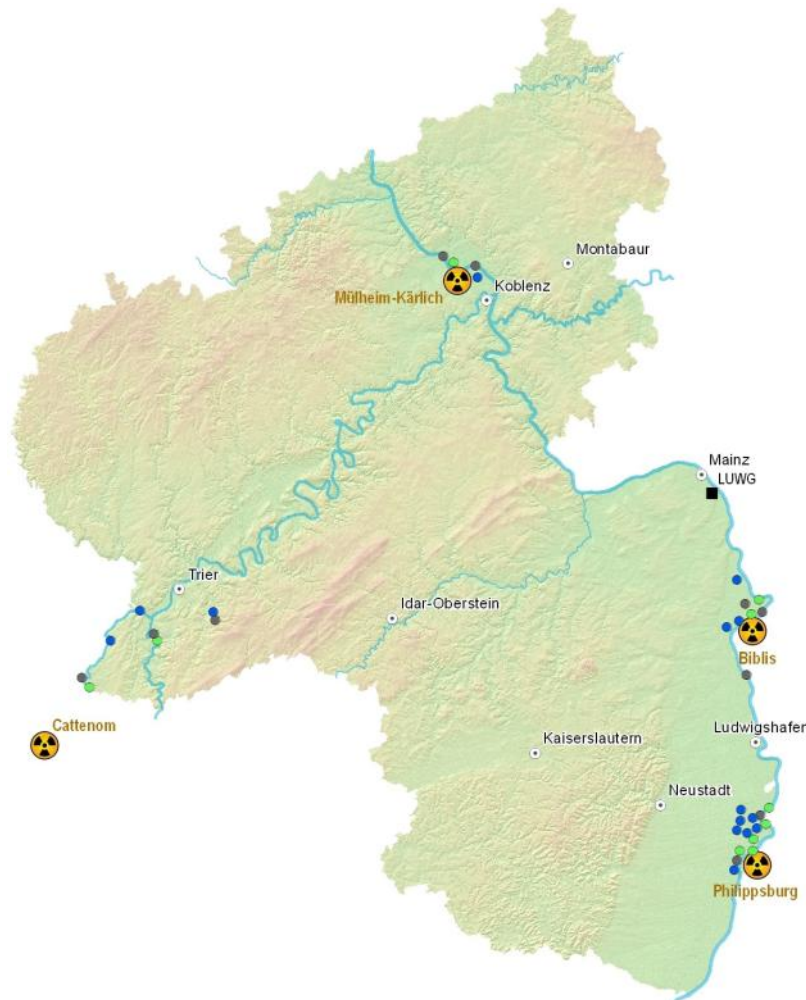 Montabaur
Mülheim-Kärlich
Koblenz
Mainz
LUWG
Trier
Idar-Oberstein
Biblis
Cattenom
Ludwigshafen
Kaiserslautern
Neustadt
Philippsburg